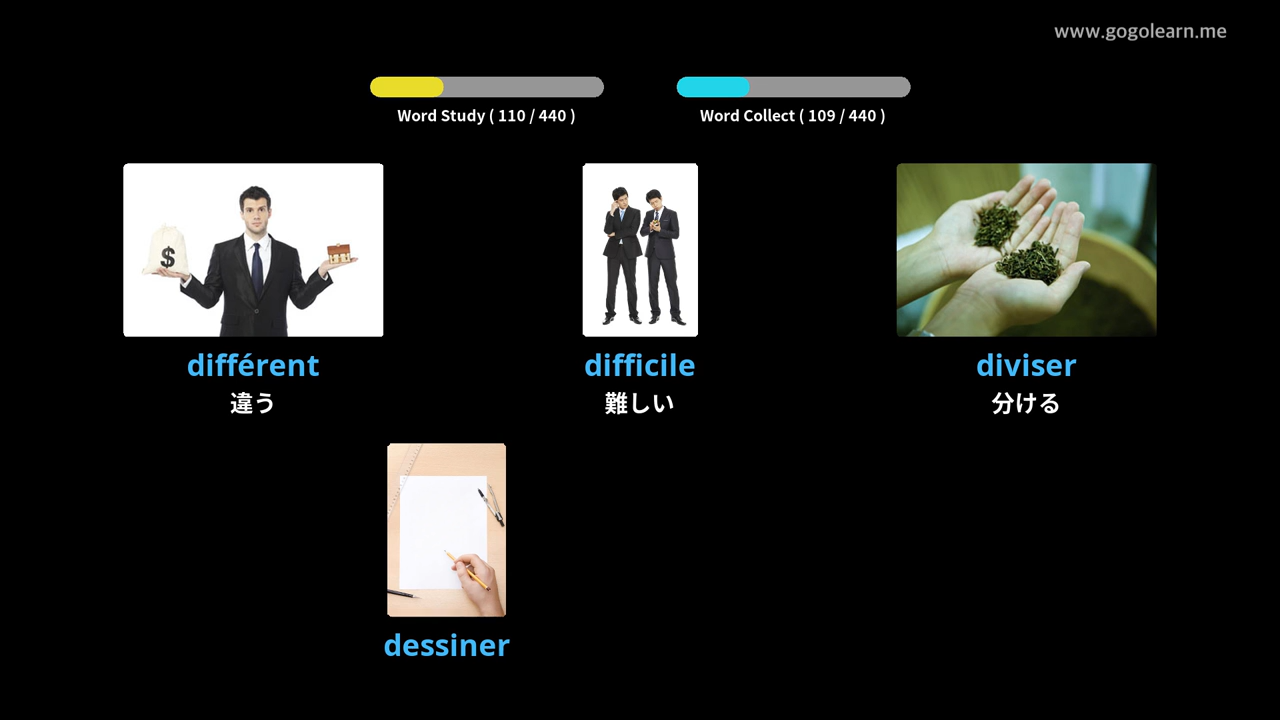 www.gogolearn.me
Word Study ( 110 / 440 )
Word Collect ( 109 / 440 )
$
différent
difficile
diviser
違う
難しい
分ける
dessiner